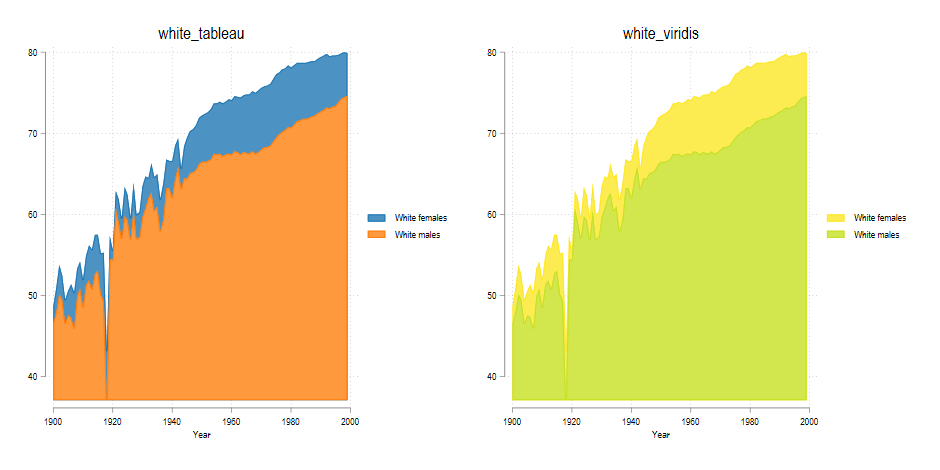 white_tableau
80
70
60
50
40
1900
1920
1940
1960
1980
2000
Year
White females
White males
white_viridis
80
70
60
50
40
1900
1920
1940
1960
1980
2000
Year
White females
White males